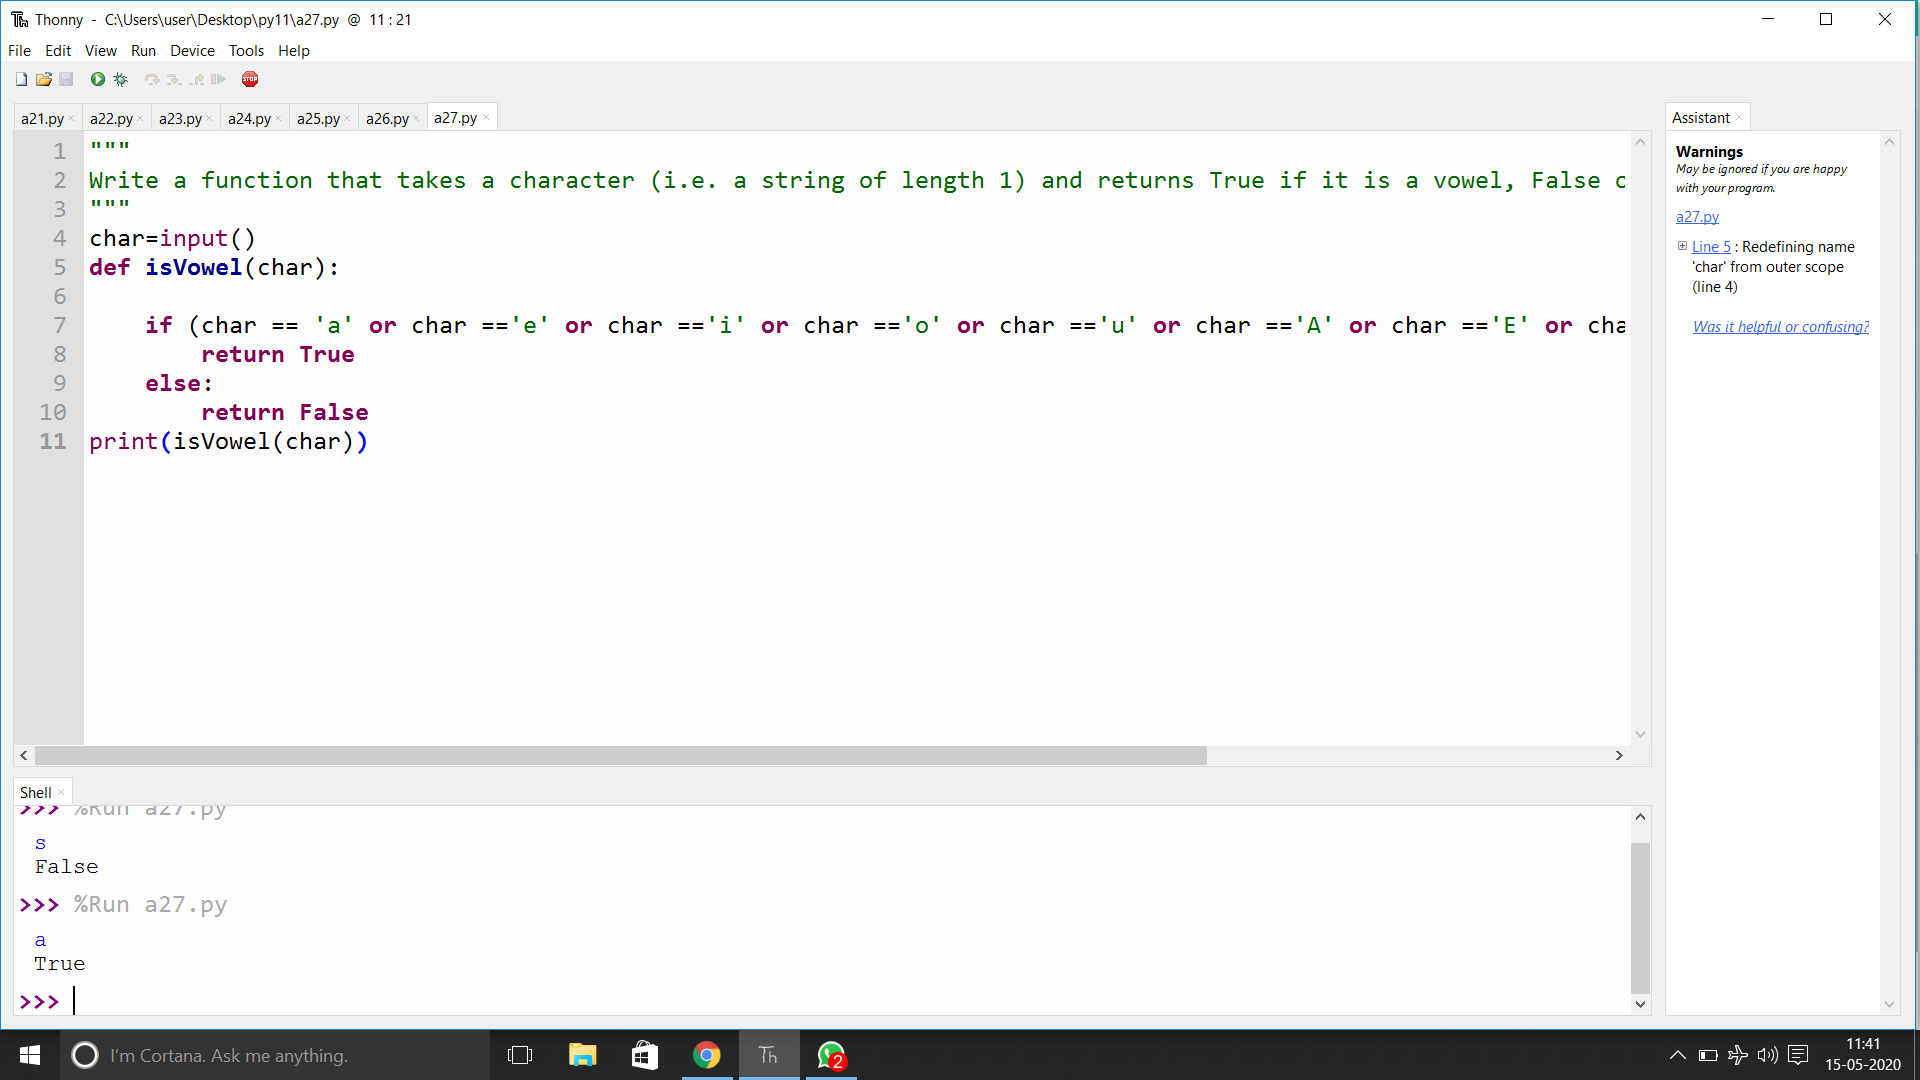 Thonny - C:\Users\user\Desktop\py11\a27.py @ 11 : 21
File Edit View Run Device Tools Help
STOP
a21.py × a22.py × a23.py × a24.py × a25.py × a26.py × a27.py ×
1 """
2 Write a function that takes a character (i.e. a string of length 1) and returns True if it is a vowel, False o
3 """
4 char=input()
5 def isVowel(char):
6
7 if (char == 'a' or char =='e' or char =='i' or char =='o' or char =='u' or char =='A' or char =='E' or cha
8 return True
9 else:
10 return False
11 print(isVowel(char))
Assistant ×
Warnings
May be ignored if you are happy
with your program.
a27.py
Line 5 : Redefining name
'char' from outer scope
(line 4)
Was it helpful or confusing?
Shell ×
>>> %Run a27.py
s
False
>>> %Run a27.py
a
True
>>>
I'm Cortana. Ask me anything.
Th
2
11:41
15-05-2020